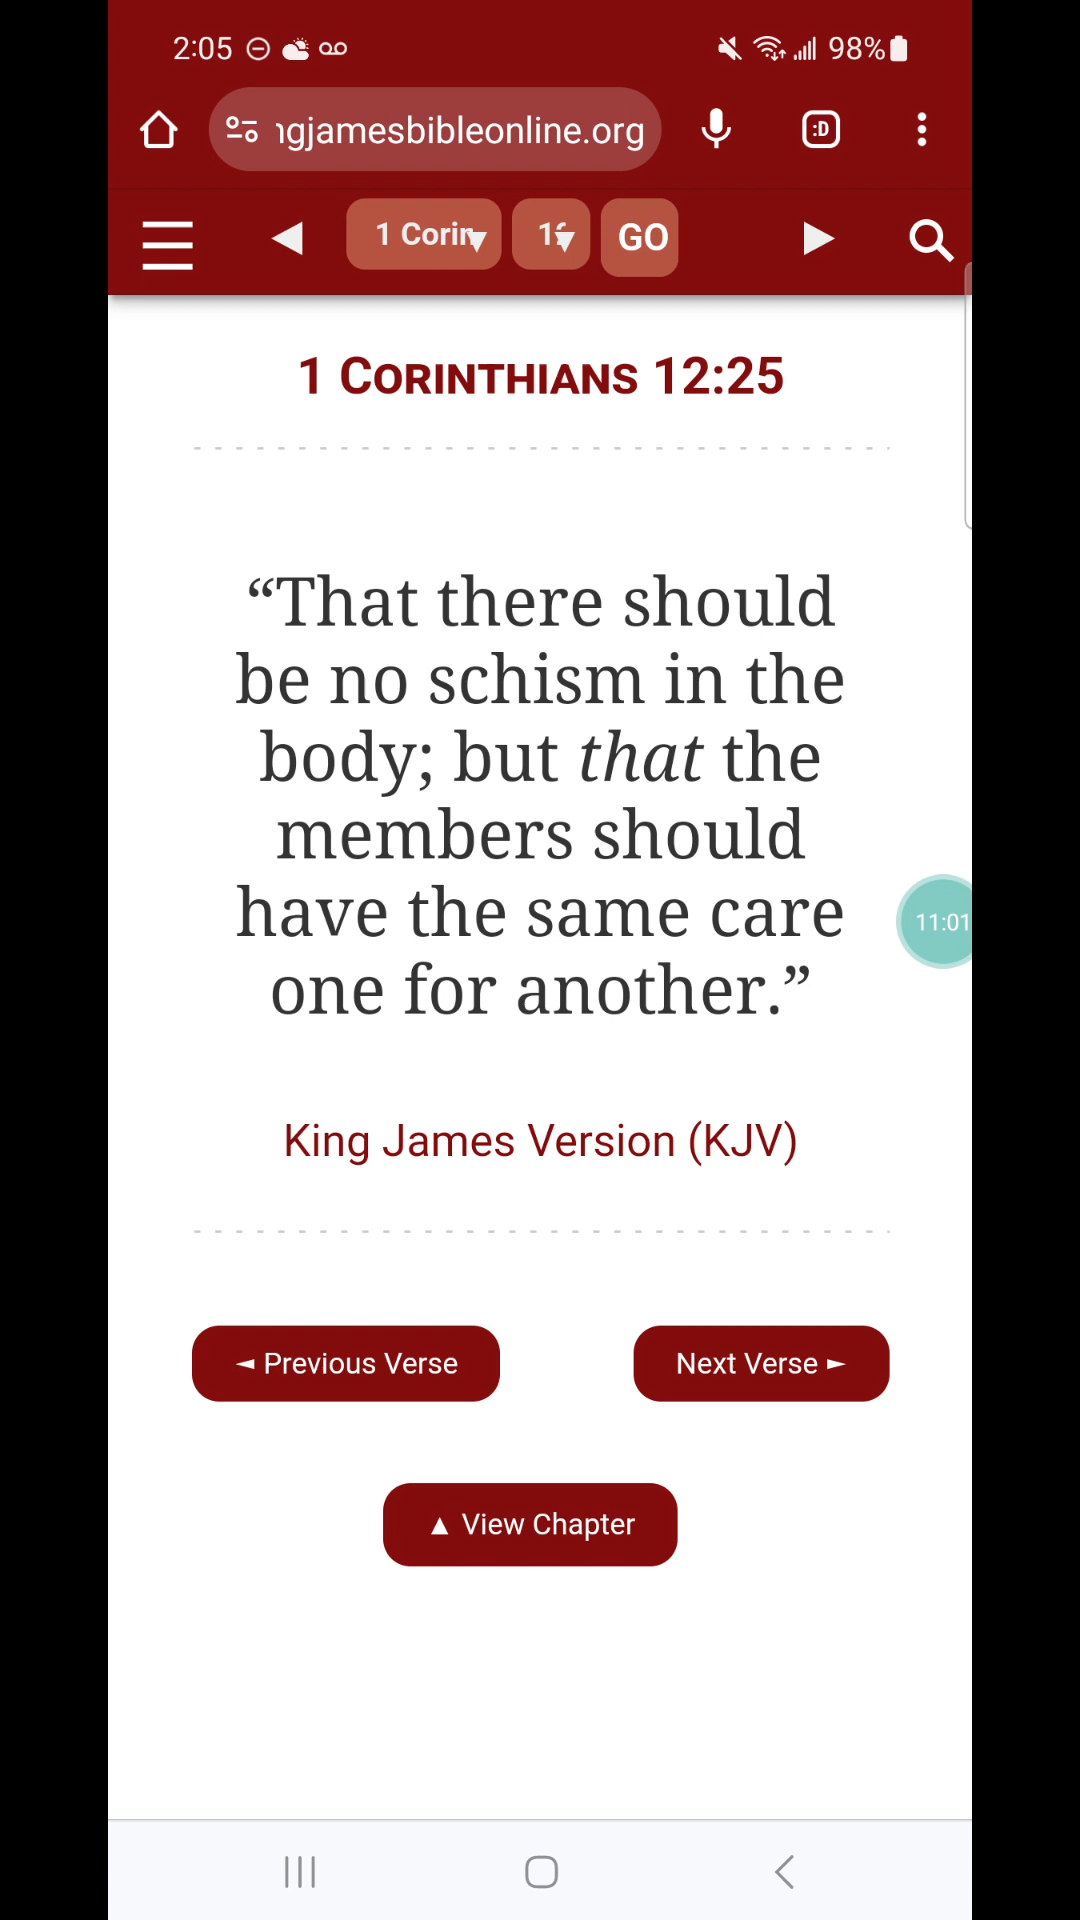 2:05 98%
ngjamesbibleonline.org :D
1 Corin GO
1 CORINTHIANS 12:25
“That there should
be no schism in the
body; but that the
members should
have the same care
one for another.”
11:01
King James Version (KJV)
◄ Previous Verse Next Verse ►
▲ View Chapter